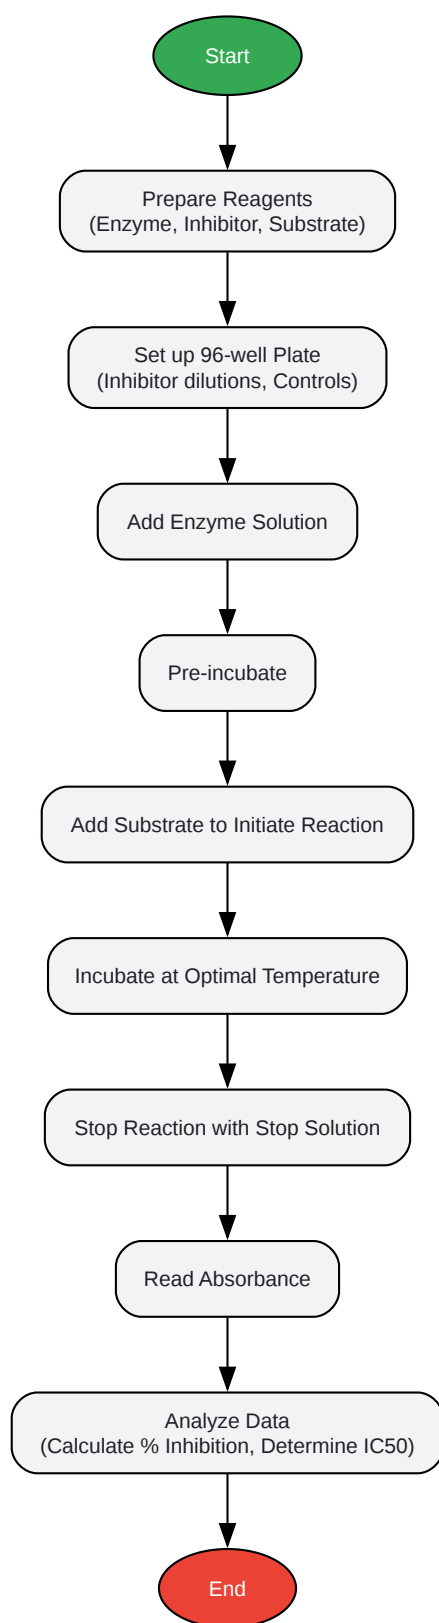 Start
Prepare Reagents
(Enzyme, Inhibitor, Substrate)
Set up 96-well Plate
(Inhibitor dilutions, Controls)
Add Enzyme Solution
Pre-incubate
Add Substrate to Initiate Reaction
Incubate at Optimal Temperature
Stop Reaction with Stop Solution
Read Absorbance
Analyze Data
(Calculate % Inhibition, Determine IC50)
End